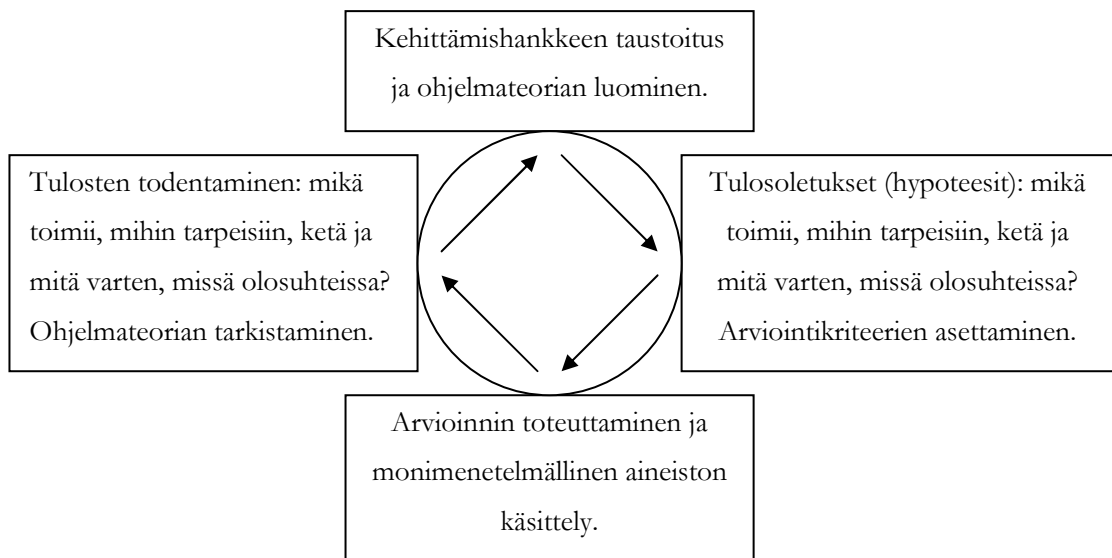 Kehittämishankkeen taustoitus
ja ohjelmateorian luominen.
Tulosten todentaminen: mikä
toimii, mihin tarpeisiin, ketä ja
mitä varten, missä olosuhteissa?
Ohjelmateorian tarkistaminen.
Tulosoletukset (hypoteesit): mikä
toimii, mihin tarpeisiin, ketä ja
mitä varten, missä olosuhteissa?
Arviointikriteerien asettaminen.
Arvioinnin toteuttaminen ja
monimenetelmällinen aineiston
käsittely.